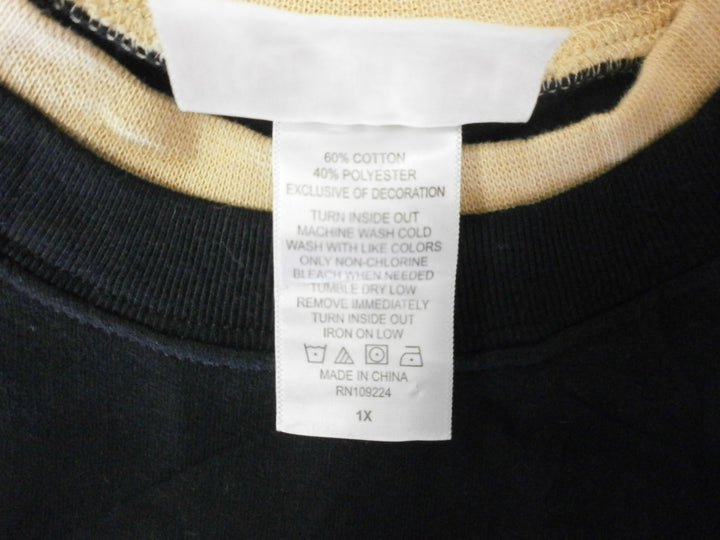 60% COTTON
40% POLYESTER
EXCLUSIVE OF DECORATION
TURN INSIDE OUT
MACHINE WASH COLD
WASH WITH LIKE COLORS
ONLY NON-CHLORINE
BLEACH WHEN NEEDED
TUMBLE DRY LOW
REMOVE IMMEDIATELY
TURN INSIDE OUT
IRON ON LOW
MADE IN CHINA
RN109224
1X